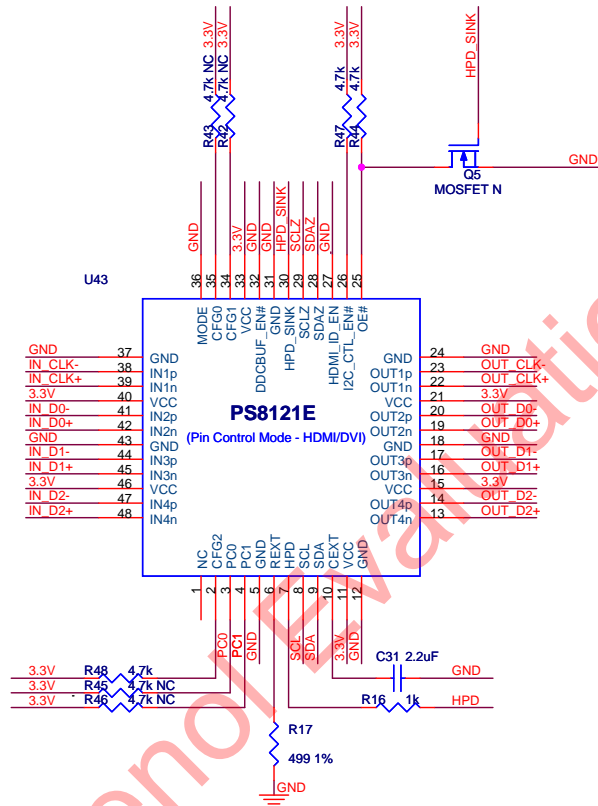 3.3V
3.3V
3.3V
3.3V
HPD_SINK
4.7k NC
4.7k NC
4.7k
4.7k
R43
R42
R47
R44
GND
Q5
MOSFET N
GND
3.3V
GND
GND
HPD_SINK
SCLZ
SDAZ
GND
U43
36
35
34
33
32
31
30
29
28
27
26
25
MODE
CFG0
CFG1
VCC
DDCBUF_EN#
GND
HPD_SINK
SCLZ
SDAZ
HDMI_ID_EN
I2C_CTL_EN#
OE#
GND 37 GND
IN_CLK- 38 IN1p
IN_CLK+ 39 IN1n
3.3V 40 VCC
IN_D0- 41 IN2p
IN_D0+ 42 IN2n
GND 43 GND
IN_D1- 44 IN3p
IN_D1+ 45 IN3n
3.3V 46 VCC
IN_D2- 47 IN4p
IN_D2+ 48 IN4n
PS8121E
(Pin Control Mode - HDMI/DVI)
GND 24 GND
OUT1p 23 OUT_CLK-
OUT1n 22 OUT_CLK+
VCC 21 3.3V
OUT2p 20 OUT_D0-
OUT2n 19 OUT_D0+
GND 18 GND
OUT3p 17 OUT_D1-
OUT3n 16 OUT_D1+
VCC 15 3.3V
OUT4p 14 OUT_D2-
OUT4n 13 OUT_D2+
NC
CFG2
PC0
PC1
GND
REXT
HPD
SCL
SDA
CEXT
VCC
GND
1
2
3
4
5
6
7
8
9
10
11
12
PC0
PC1
GND
SCL
SDA
3.3V
GND
3.3V R48 4.7k
3.3V R45 4.7k NC
3.3V R46 4.7k NC
C31 2.2uF
GND
R16 1k HPD
R17
499 1%
GND
enol Evaluatio